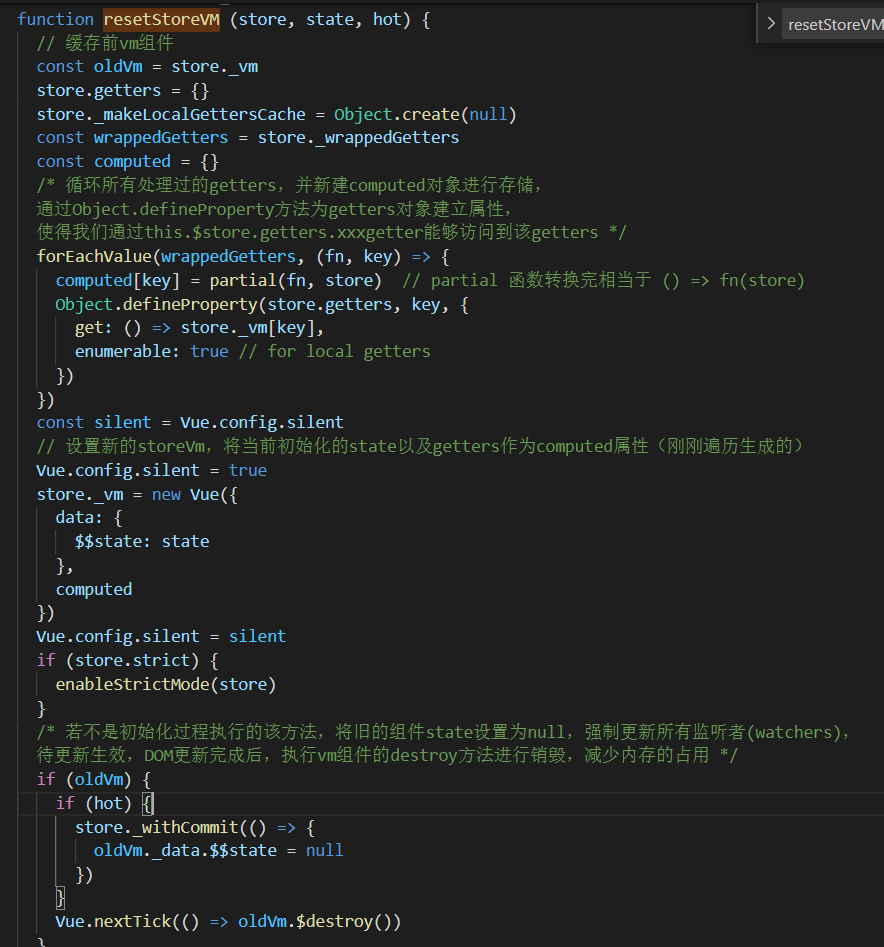 function resetStoreVM (store, state, hot) {
resetStoreVM
  // 缓存前vm组件
  const oldVm = store._vm
  store.getters = {}
  store._makeLocalGettersCache = Object.create(null)
  const wrappedGetters = store._wrappedGetters
  const computed = {}
  /* 循环所有处理过的getters，并新建computed对象进行存储，
  通过Object.defineProperty方法为getters对象建立属性，
  使得我们通过this.$store.getters.xxxgetter能够访问到该getters */
  forEachValue(wrappedGetters, (fn, key) => {
    computed[key] = partial(fn, store)  // partial 函数转换完相当于 () => fn(store)
    Object.defineProperty(store.getters, key, {
      get: () => store._vm[key],
      enumerable: true // for local getters
    })
  })
  const silent = Vue.config.silent
  // 设置新的storeVm，将当前初始化的state以及getters作为computed属性（刚刚遍历生成的）
  Vue.config.silent = true
  store._vm = new Vue({
    data: {
      $$state: state
    },
    computed
  })
  Vue.config.silent = silent
  if (store.strict) {
    enableStrictMode(store)
  }
  /* 若不是初始化过程执行的该方法，将旧的组件state设置为null，强制更新所有监听者(watchers)，
  待更新生效，DOM更新完成后，执行vm组件的destroy方法进行销毁，减少内存的占用 */
  if (oldVm) {
    if (hot) {
      store._withCommit(() => {
        oldVm._data.$$state = null
      })
    }
    Vue.nextTick(() => oldVm.$destroy())
  }